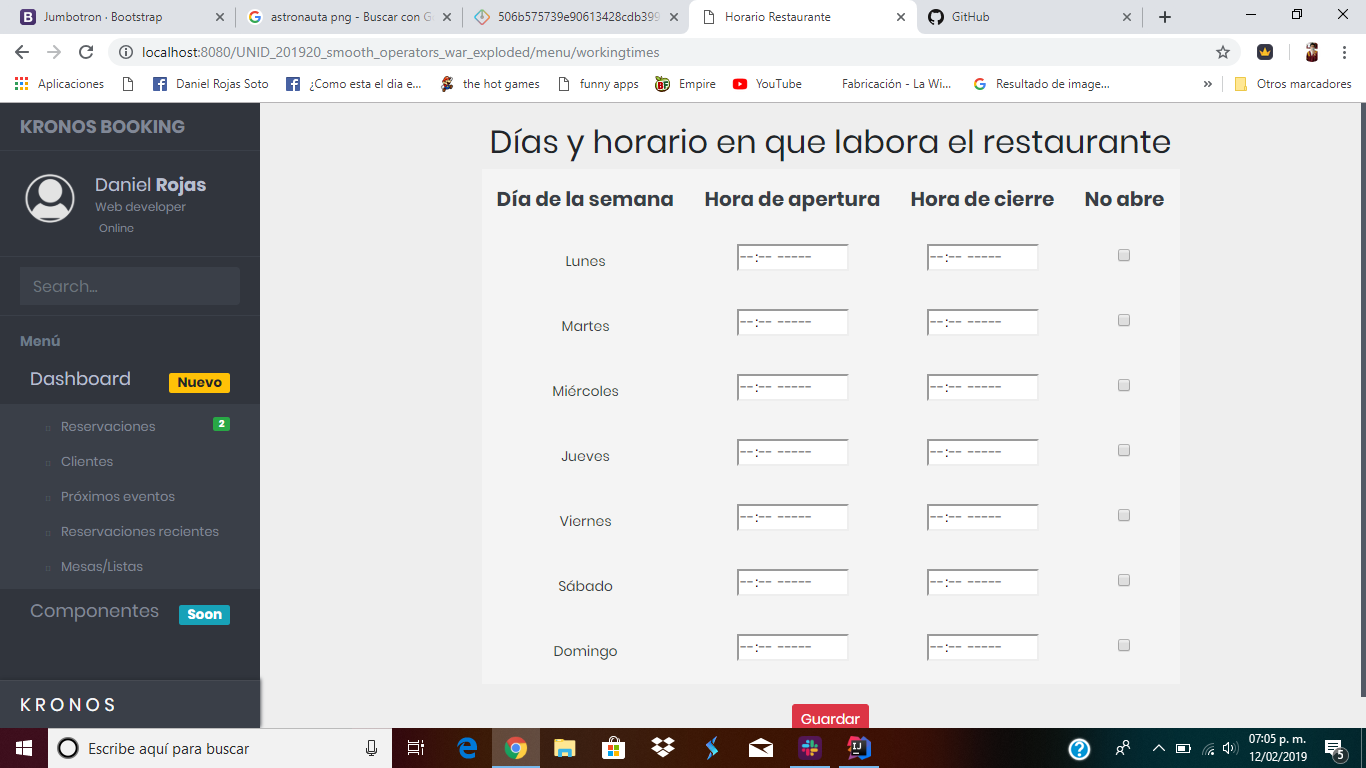 Jumbotron · Bootstrap
astronauta png - Buscar con G
506b575739e90613428cdb399
Horario Restaurante
GitHub
localhost:8080/UNID_201920_smooth_operators_war_exploded/menu/workingtimes
Aplicaciones
Daniel Rojas Soto
¿Como esta el dia e...
the hot games
funny apps
Empire
YouTube
Fabricación - La Wi...
Resultado de image...
»
Otros marcadores
KRONOS BOOKING
Daniel Rojas
Web developer
Online
Search...
Menú
Dashboard Nuevo
Reservaciones 2
Clientes
Próximos eventos
Reservaciones recientes
Mesas/Listas
Componentes Soon
KRONOS
Días y horario en que labora el restaurante
Día de la semana Hora de apertura Hora de cierre No abre
Lunes --:-- ----- --:-- -----
Martes --:-- ----- --:-- -----
Miércoles --:-- ----- --:-- -----
Jueves --:-- ----- --:-- -----
Viernes --:-- ----- --:-- -----
Sábado --:-- ----- --:-- -----
Domingo --:-- ----- --:-- -----
Guardar
Escribe aquí para buscar
07:05 p. m.
12/02/2019
5